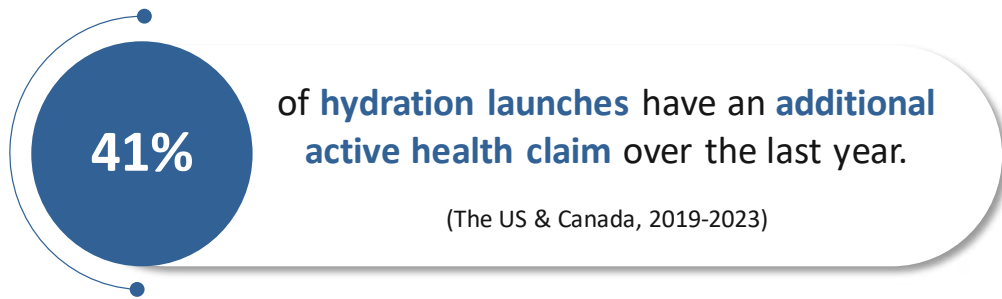 41%
of hydration launches have an additional
active health claim over the last year.
(The US & Canada, 2019-2023)